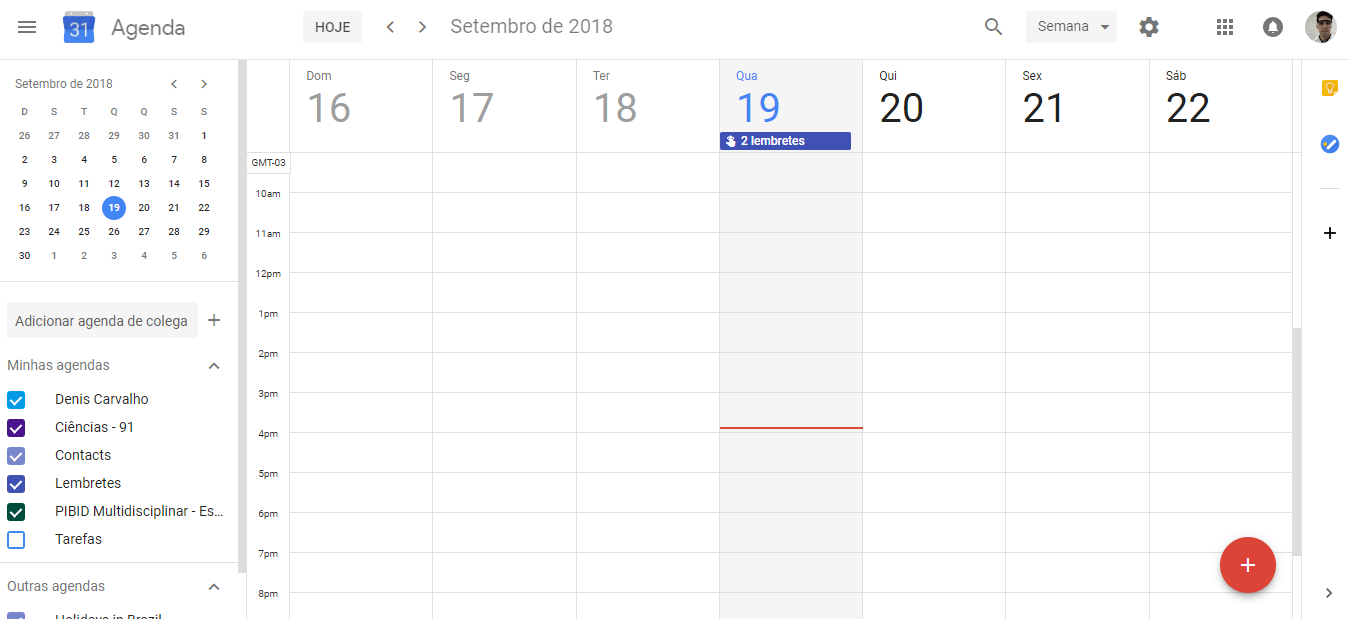 31 Agenda HOJE Setembro de 2018 Semana
Setembro de 2018
D S T Q Q S S
26 27 28 29 30 31 1
2 3 4 5 6 7 8
9 10 11 12 13 14 15
16 17 18 19 20 21 22
23 24 25 26 27 28 29
30 1 2 3 4 5 6
Adicionar agenda de colega
Minhas agendas
Denis Carvalho
Ciências - 91
Contacts
Lembretes
PIBID Multidisciplinar - Es...
Tarefas
Outras agendas
Holidays in Brazil
Dom Seg Ter Qua Qui Sex Sáb
16 17 18 19 20 21 22
2 lembretes
GMT-03
10am
11am
12pm
1pm
2pm
3pm
4pm
5pm
6pm
7pm
8pm